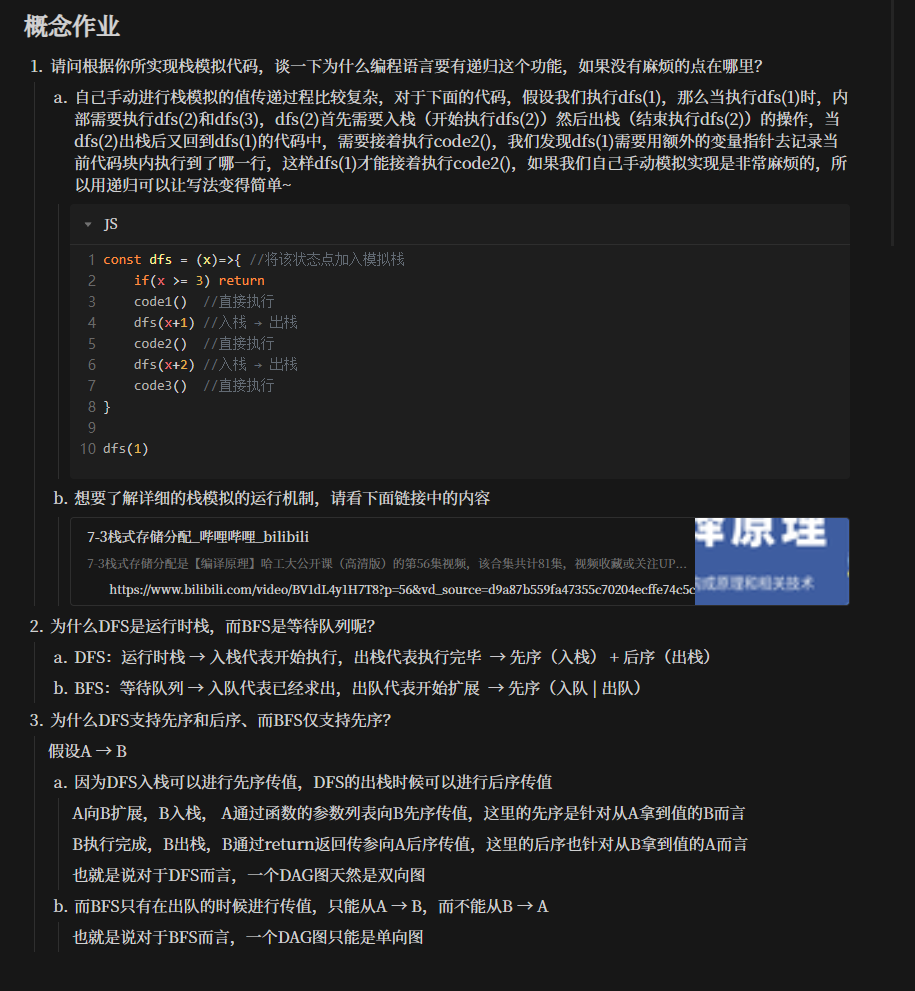 概念作业
1. 请问根据你所实现栈模拟代码，谈一下为什么编程语言要有递归这个功能，如果没有麻烦的点在哪里？
a. 自己手动进行栈模拟的值传递过程比较复杂，对于下面的代码，假设我们执行dfs(1)，那么当执行dfs(1)时，内
部需要执行dfs(2)和dfs(3)，dfs(2)首先需要入栈（开始执行dfs(2)）然后出栈（结束执行dfs(2)）的操作，当
dfs(2)出栈后又回到dfs(1)的代码中，需要接着执行code2()，我们发现dfs(1)需要用额外的变量指针去记录当
前代码块内执行到了哪一行，这样dfs(1)才能接着执行code2()，如果我们自己手动模拟实现是非常麻烦的，所
以用递归可以让写法变得简单~
JS
1 const dfs = (x)=>{ //将该状态点加入模拟栈
2 if(x >= 3) return
3 code1() //直接执行
4 dfs(x+1) //入栈 → 出栈
5 code2() //直接执行
6 dfs(x+2) //入栈 → 出栈
7 code3() //直接执行
8 }
9
10 dfs(1)
b. 想要了解详细的栈模拟的运行机制，请看下面链接中的内容
7-3栈式存储分配_哔哩哔哩_bilibili
7-3栈式存储分配是【编译原理】哈工大公开课（高清版）的第56集视频，该合集共计81集，视频收藏或关注UP...
https://www.bilibili.com/video/BV1dL4y1H7T8?p=56&vd_source=d9a87b559fa47355c70204ecffe74c5c
译原理
构成原理和相关技术
2. 为什么DFS是运行时栈，而BFS是等待队列呢？
a. DFS：运行时栈 → 入栈代表开始执行，出栈代表执行完毕 → 先序（入栈） + 后序（出栈）
b. BFS：等待队列 → 入队代表已经求出，出队代表开始扩展 → 先序（入队 | 出队）
3. 为什么DFS支持先序和后序、而BFS仅支持先序？
假设A → B
a. 因为DFS入栈可以进行先序传值，DFS的出栈时候可以进行后序传值
A向B扩展，B入栈， A通过函数的参数列表向B先序传值，这里的先序是针对从A拿到值的B而言
B执行完成，B出栈，B通过return返回传参向A后序传值，这里的后序也针对从B拿到值的A而言
也就是说对于DFS而言，一个DAG图天然是双向图
b. 而BFS只有在出队的时候进行传值，只能从A → B，而不能从B → A
也就是说对于BFS而言，一个DAG图只能是单向图